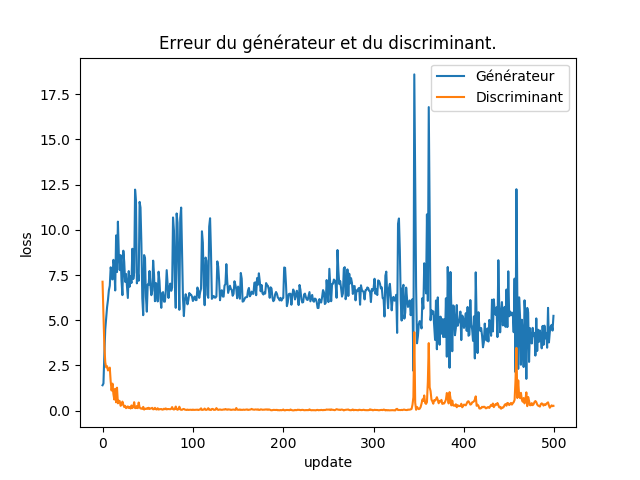 Erreur du générateur et du discriminant.
Générateur
Discriminant
17.5
15.0
12.5
10.0
7.5
5.0
2.5
0.0
loss
0 100 200 300 400 500
update